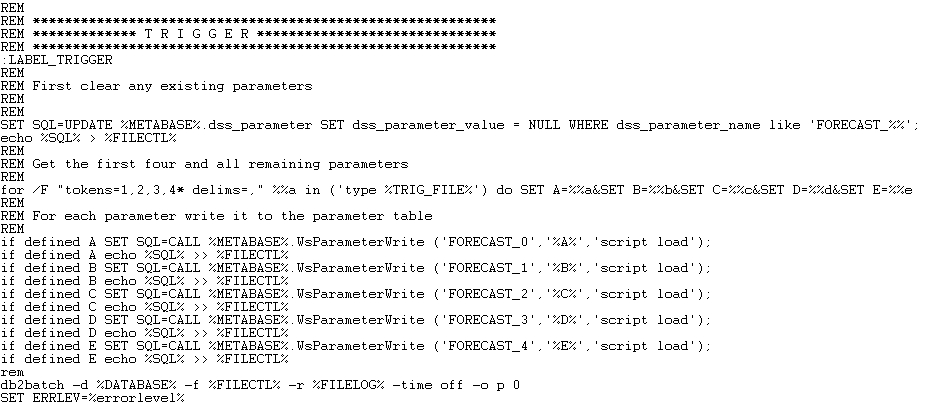 REM
REM **********************************************************
REM ************* T R I G G E R ******************************
REM **********************************************************
:LABEL_TRIGGER
REM
REM First clear any existing parameters
REM
REM
SET SQL=UPDATE %METABASE%.dss_parameter SET dss_parameter_value = NULL WHERE dss_parameter_name like 'FORECAST_%%';
echo %SQL% > %FILECTL%
REM
REM Get the first four and all remaining parameters
REM
for /F "tokens=1,2,3,4* delims=," %%a in ('type %TRIG_FILE%') do SET A=%%a&SET B=%%b&SET C=%%c&SET D=%%d&SET E=%%e
REM
REM For each parameter write it to the parameter table
REM
if defined A SET SQL=CALL %METABASE%.WsParameterWrite ('FORECAST_0','%A%','script load');
if defined A echo %SQL% >> %FILECTL%
if defined B SET SQL=CALL %METABASE%.WsParameterWrite ('FORECAST_1','%B%','script load');
if defined B echo %SQL% >> %FILECTL%
if defined C SET SQL=CALL %METABASE%.WsParameterWrite ('FORECAST_2','%C%','script load');
if defined C echo %SQL% >> %FILECTL%
if defined D SET SQL=CALL %METABASE%.WsParameterWrite ('FORECAST_3','%D%','script load');
if defined D echo %SQL% >> %FILECTL%
if defined E SET SQL=CALL %METABASE%.WsParameterWrite ('FORECAST_4','%E%','script load');
if defined E echo %SQL% >> %FILECTL%
rem
db2batch -d %DATABASE% -f %FILECTL% -r %FILELOG% -time off -o p 0
SET ERRLEV=%errorlevel%